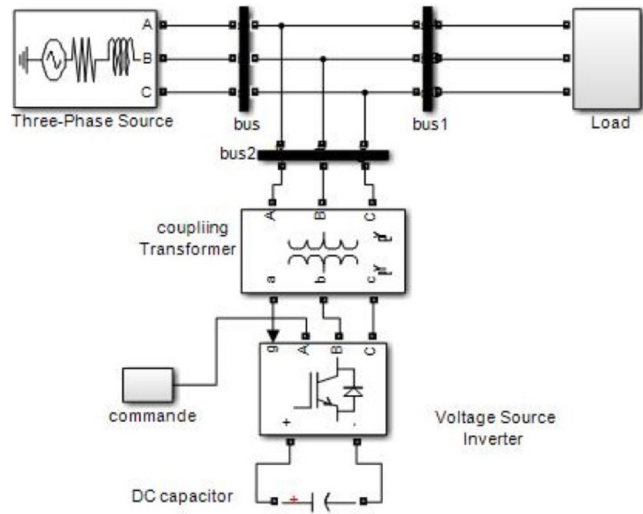 A
B
C
Three-Phase Source
bus
bus1
Load
bus2
A
B
C
coupliing
Transformer
a
b
c
g
A
B
C
commande
+
-
Voltage Source
Inverter
DC capacitor
+